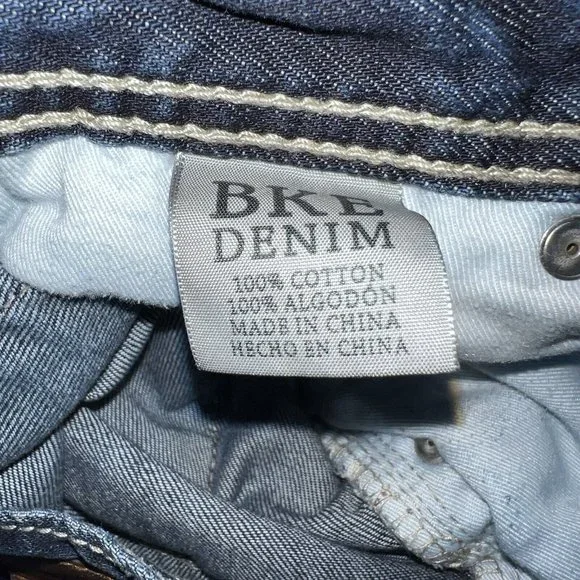 BKE
DENIM
100% COTTON
100% ALGODÓN
MADE IN CHINA
HECHO EN CHINA